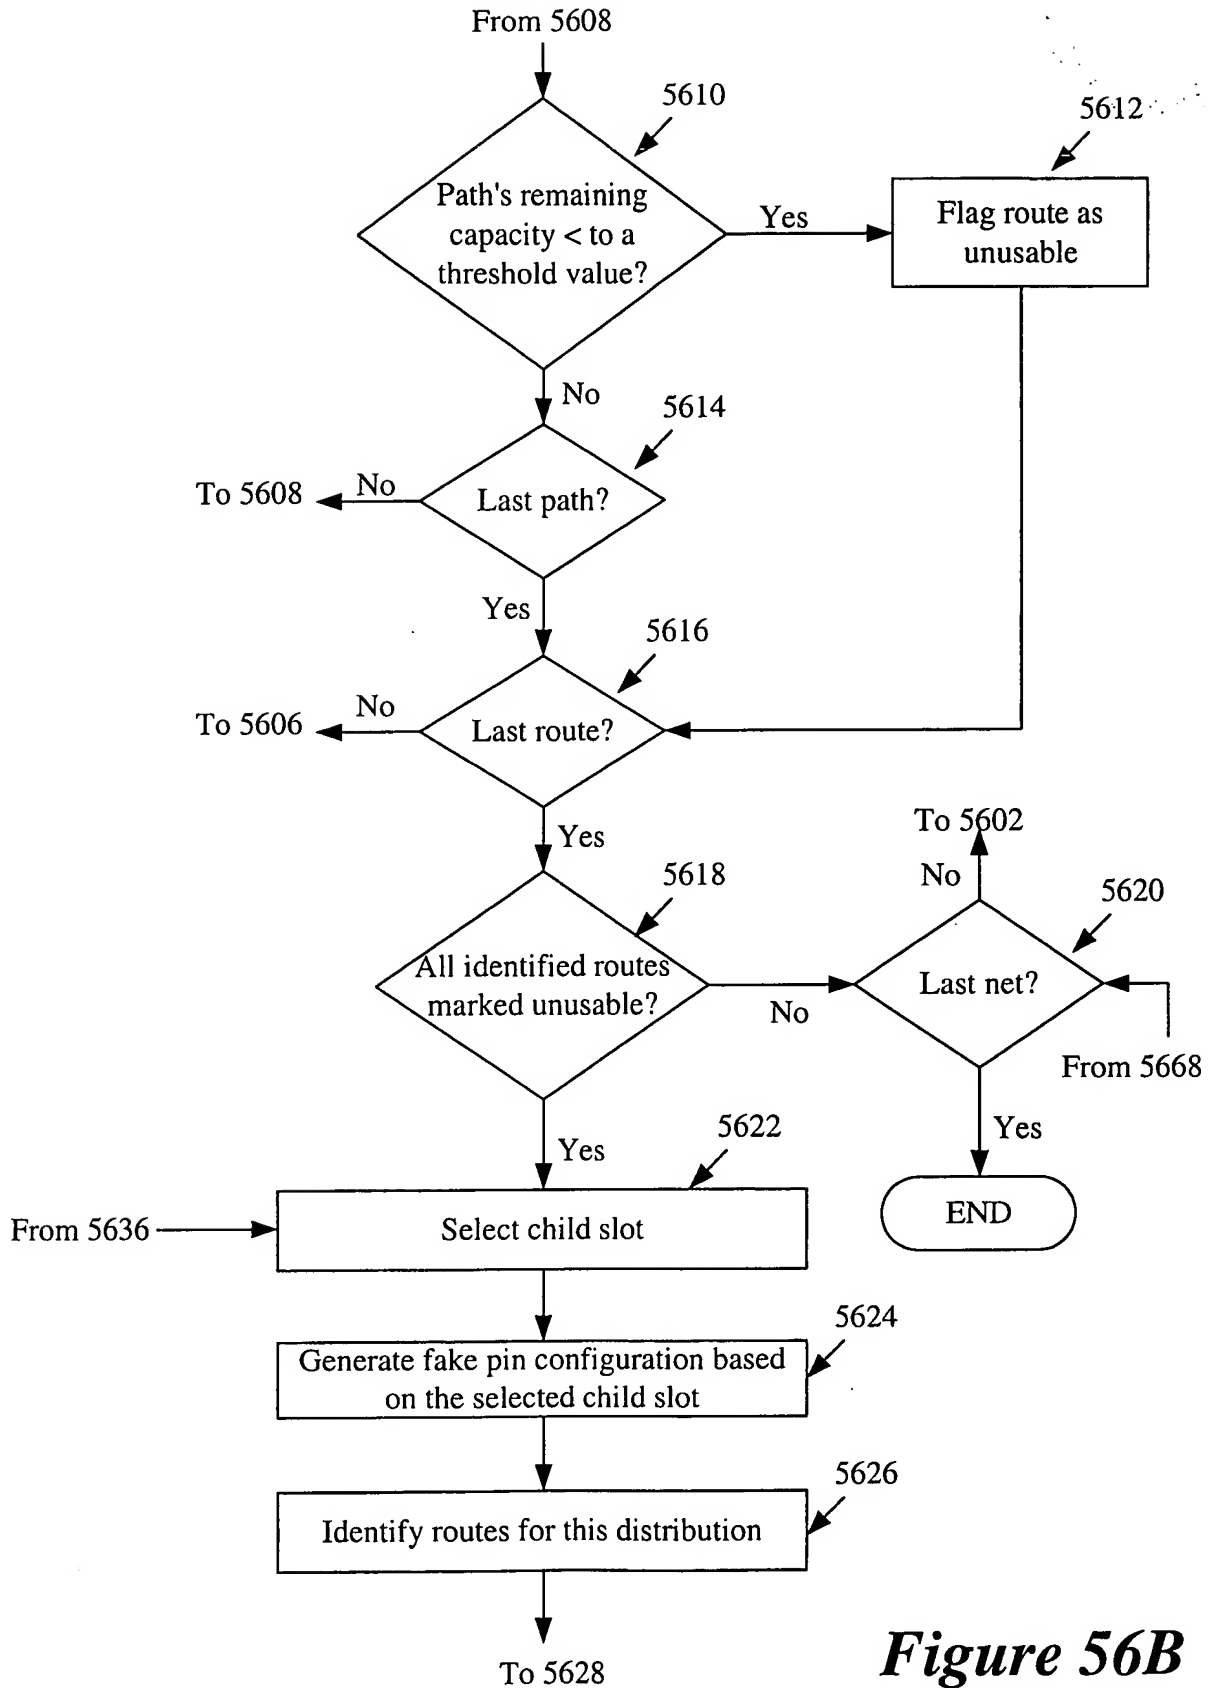 From 5608
5610
5612
Path's remaining
capacity < to a
threshold value?
Yes
Flag route as
unusable
No
5614
To 5608
No
Last path?
Yes
5616
To 5606
No
Last route?
Yes
To 5602
No
5618
5620
All identified routes
marked unusable?
No
Last net?
From 5668
Yes
5622
Yes
From 5636
Select child slot
END
5624
Generate fake pin configuration based
on the selected child slot
5626
Identify routes for this distribution
To 5628
Figure 56B